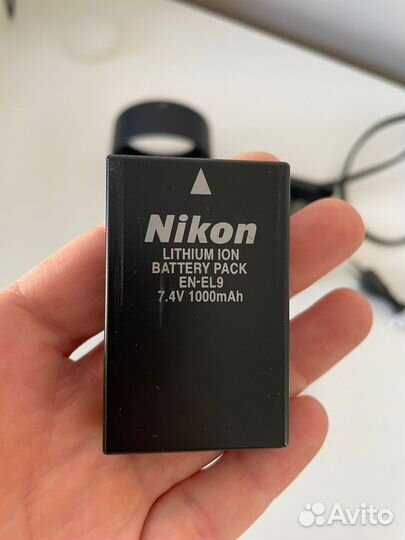 Nikon
LITHIUM ION
BATTERY PACK
EN-EL9
7.4V 1000mAh
Avito